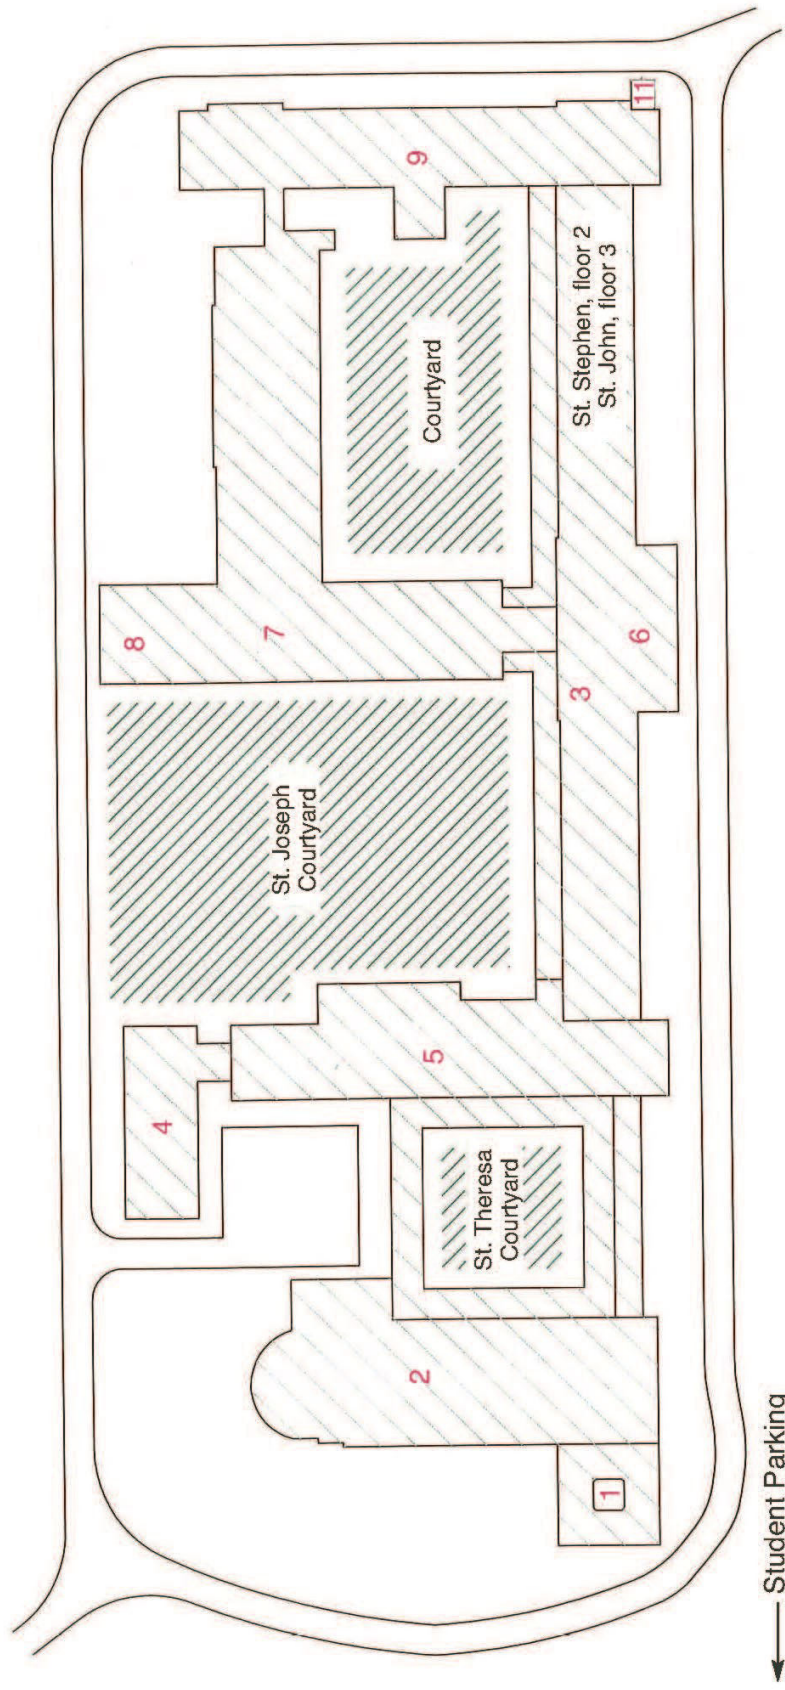 8
4
7
St. Joseph
Courtyard
2
5
Courtyard
9
St. Theresa
Courtyard
3
St. Stephen, floor 2
St. John, floor 3
1
6
11
Student Parking